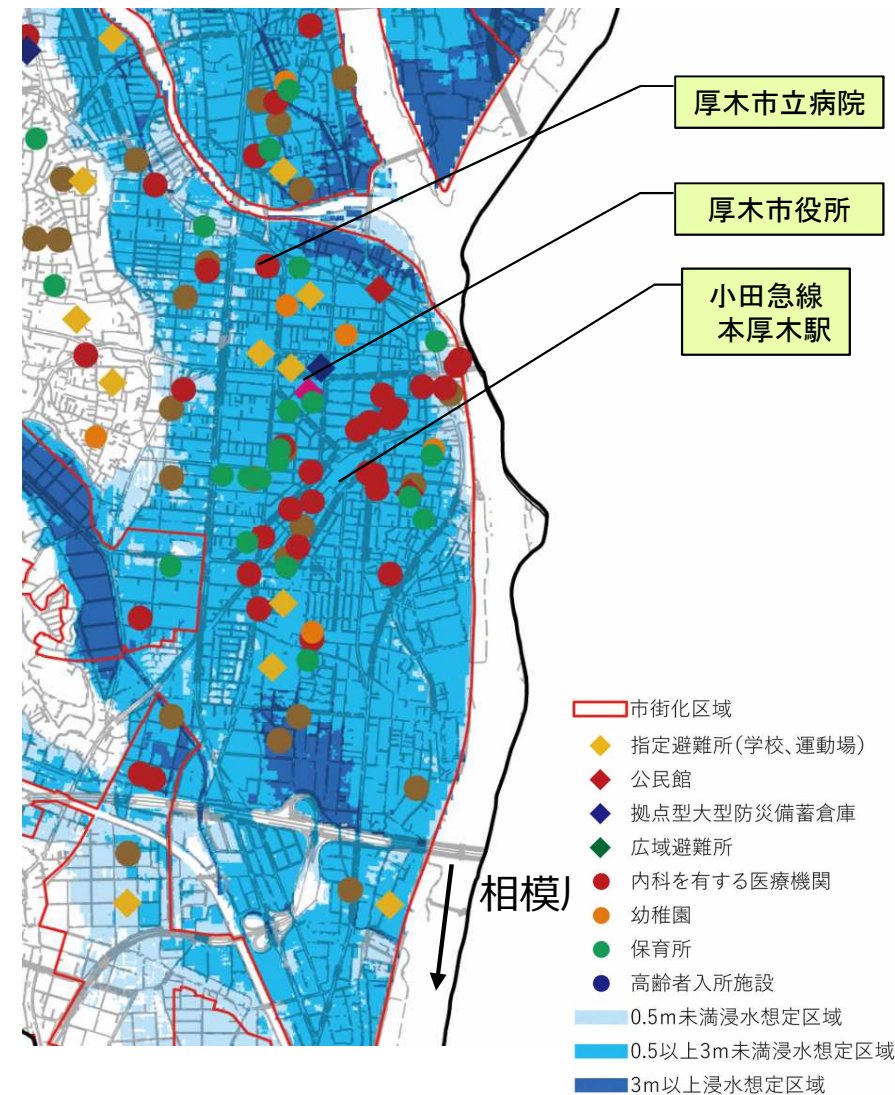 厚木市立病院
厚木市役所
小田急線
本厚木駅
市街化区域
指定避難所(学校、運動場)
公民館
拠点型大型防災備蓄倉庫
広域避難所
内科を有する医療機関
相模
幼稚園
保育所
高齢者入所施設
0.5m未満浸水想定区域
0.5以上3m未満浸水想定区域
3m以上浸水想定区域